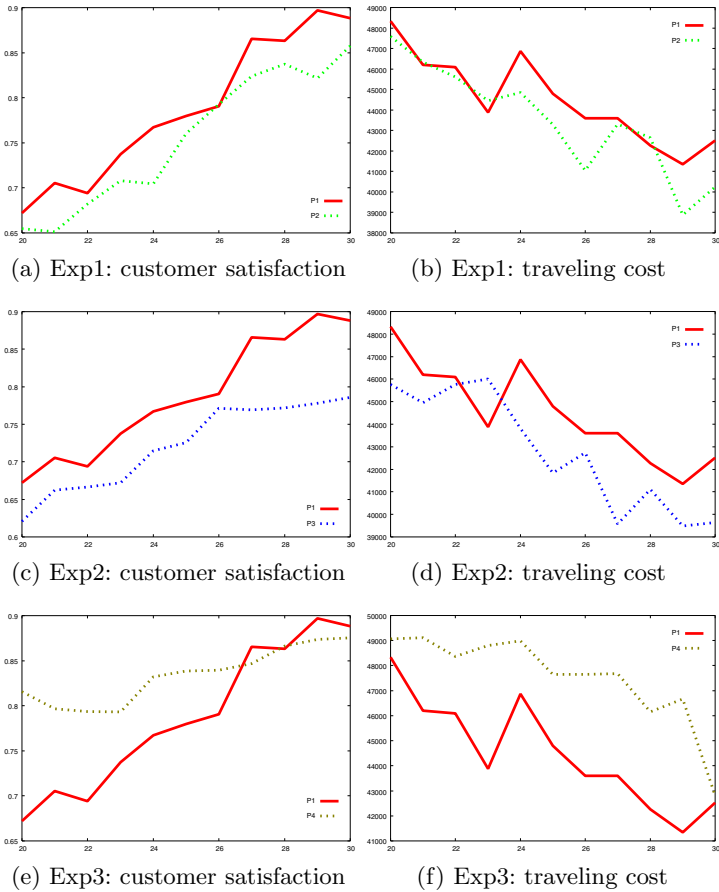 0.9
0.85
0.8
0.75
0.7
0.65
20 22 24 26 28 30
P1
P2
49000
48000
47000
46000
45000
44000
43000
42000
41000
40000
39000
38000
20 22 24 26 28 30
P1
P2
(a) Exp1: customer satisfaction
(b) Exp1: traveling cost
0.9
0.85
0.8
0.75
0.7
0.65
0.6
20 22 24 26 28 30
P1
P3
49000
48000
47000
46000
45000
44000
43000
42000
41000
40000
39000
20 22 24 26 28 30
P1
P3
(c) Exp2: customer satisfaction
(d) Exp2: traveling cost
0.9
0.85
0.8
0.75
0.7
0.65
20 22 24 26 28 30
P1
P4
50000
49000
48000
47000
46000
45000
44000
43000
42000
41000
20 22 24 26 28 30
P1
P4
(e) Exp3: customer satisfaction
(f) Exp3: traveling cost